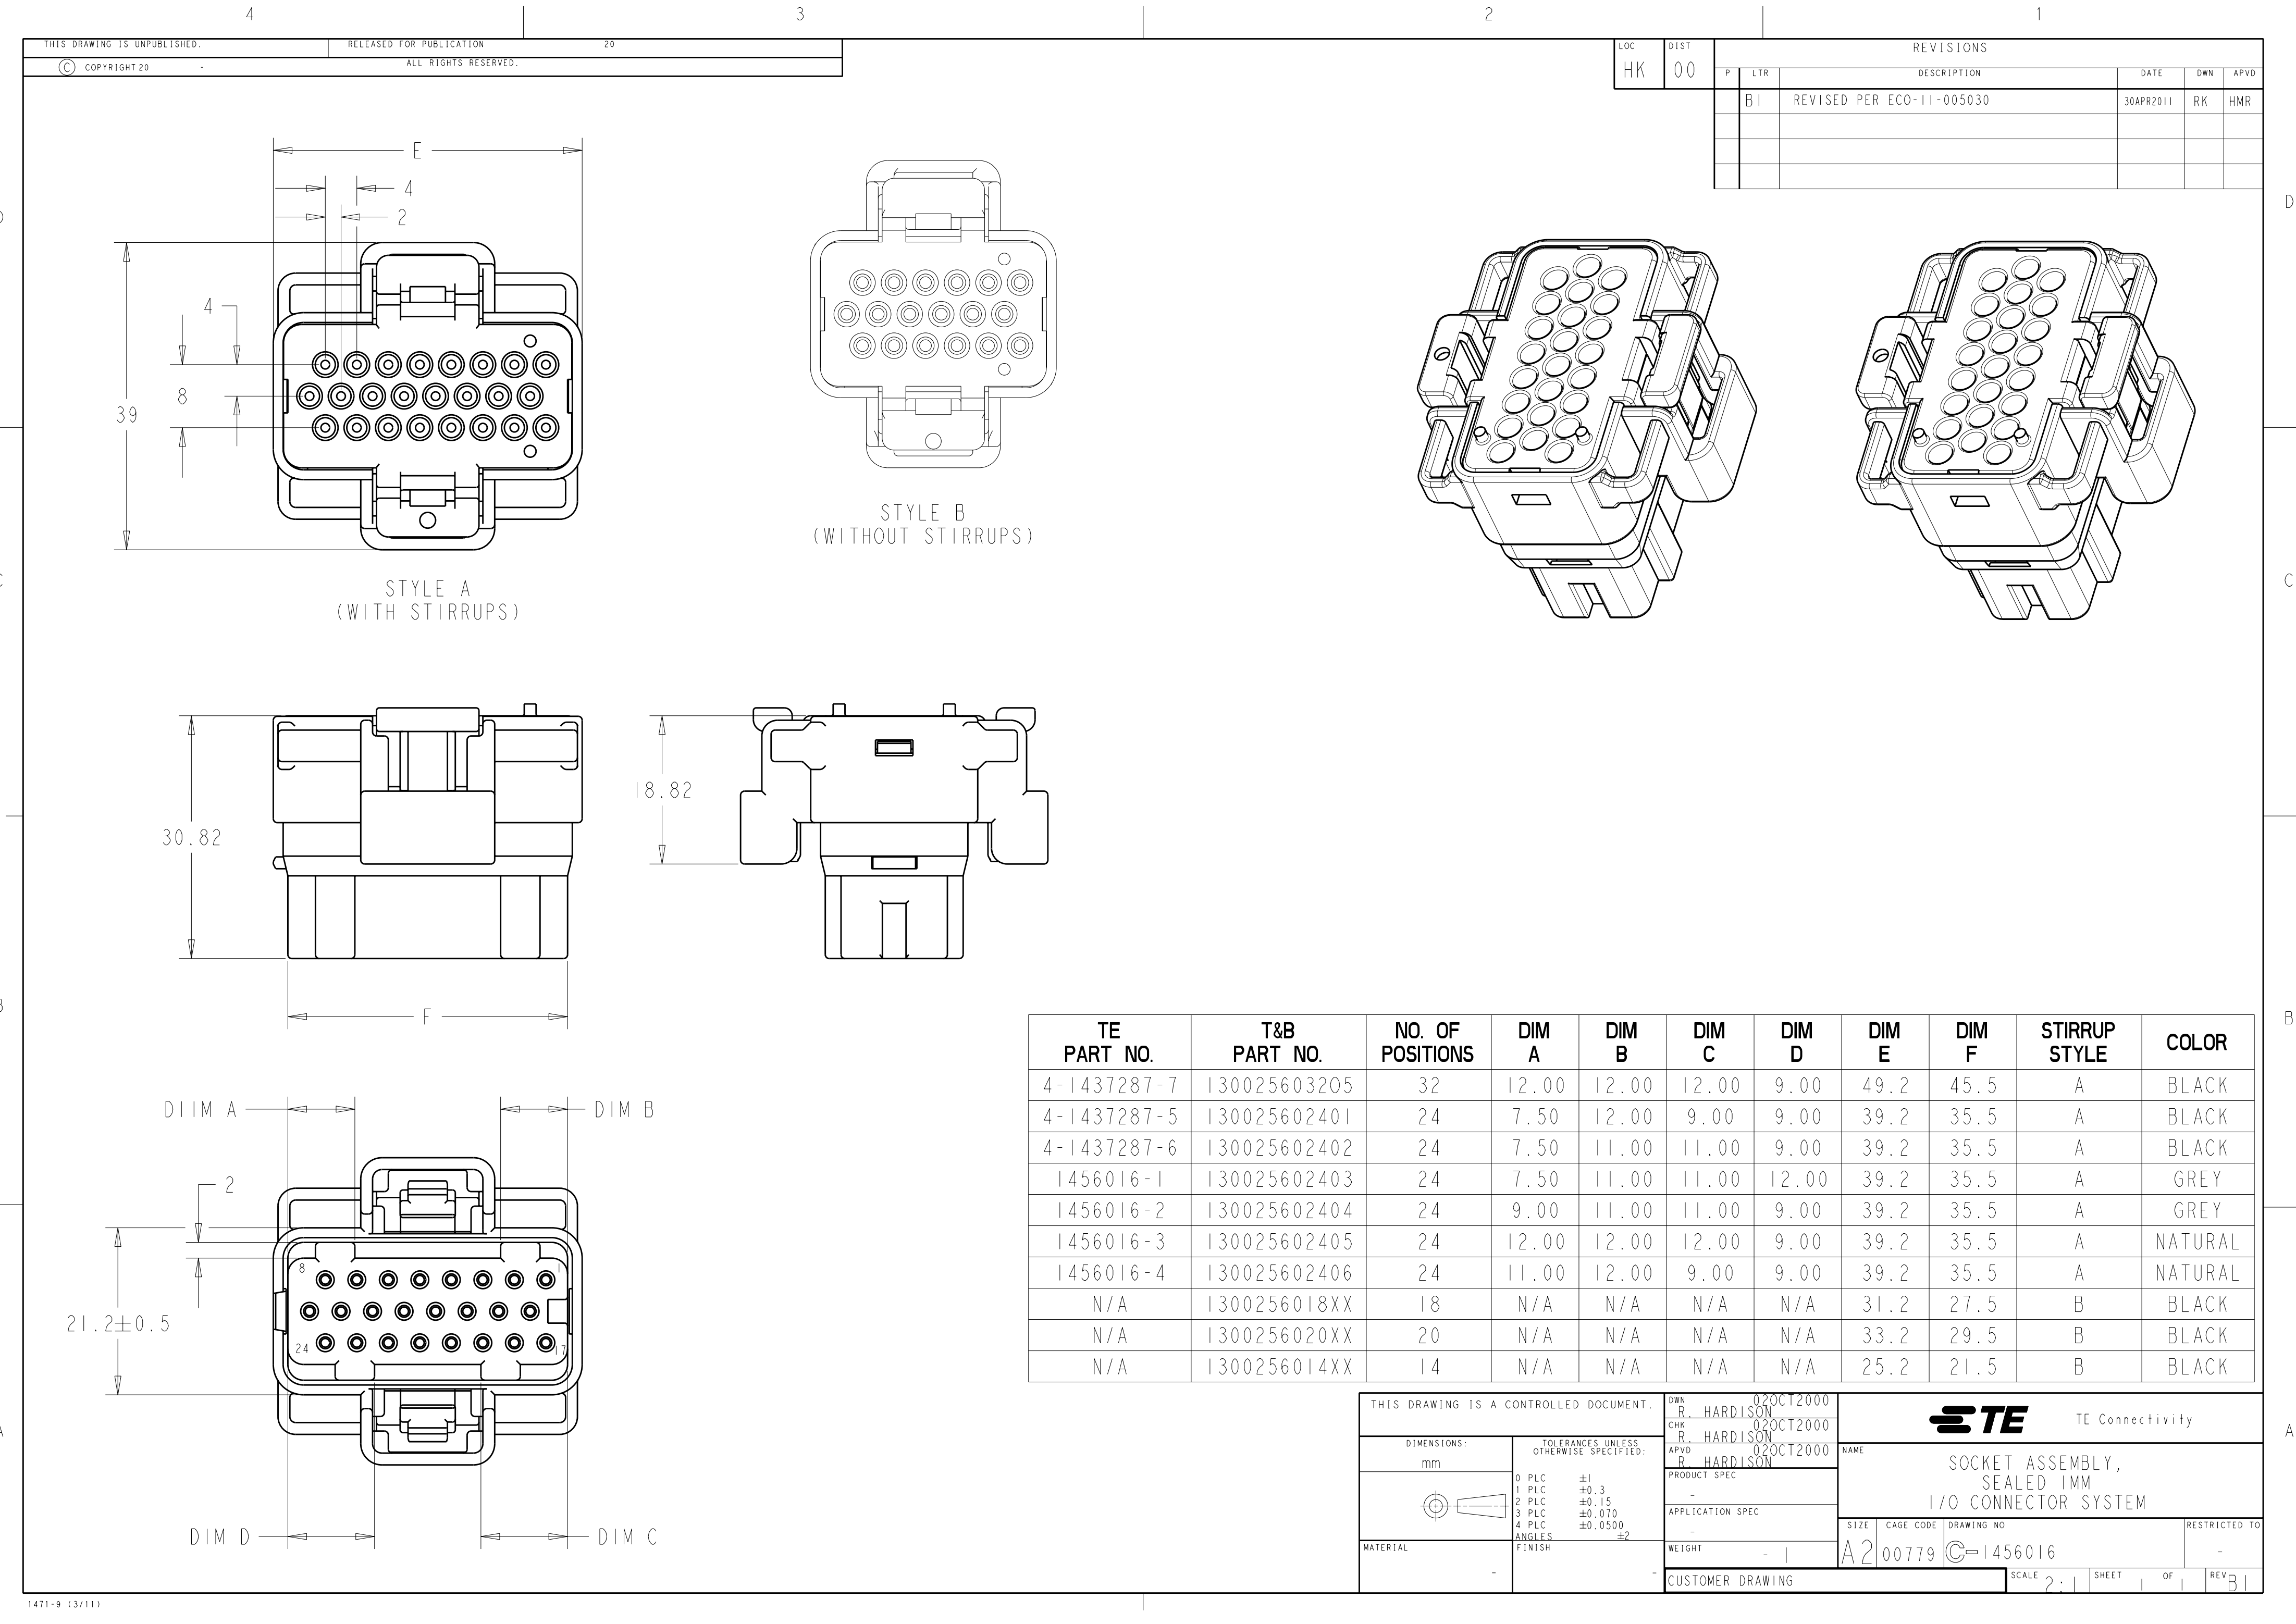 4 3 2 1
THIS DRAWING IS UNPUBLISHED. RELEASED FOR PUBLICATION 20
© COPYRIGHT 20 - ALL RIGHTS RESERVED.
LOC DIST REVISIONS
HK 00
P LTR DESCRIPTION DATE DWN APVD
B1 REVISED PER ECO-11-005030 30APR2011 RK HMR
E
4
2
D
4
8
39
STYLE A
(WITH STIRRUPS)
STYLE B
(WITHOUT STIRRUPS)
C
30.82
18.82
F
B
DIIM A
DIM B
2
21.2±0.5
8 1
24 17
DIM D
DIM C
TE PART NO. T&B PART NO. NO. OF POSITIONS DIM A DIM B DIM C DIM D DIM E DIM F STIRRUP STYLE COLOR
4-1437287-7 1300256032O5 32 12.00 12.00 12.00 9.00 49.2 45.5 A BLACK
4-1437287-5 130025602401 24 7.50 12.00 9.00 9.00 39.2 35.5 A BLACK
4-1437287-6 130025602402 24 7.50 11.00 11.00 9.00 39.2 35.5 A BLACK
1456016-1 130025602403 24 7.50 11.00 11.00 12.00 39.2 35.5 A GREY
1456016-2 130025602404 24 9.00 11.00 11.00 9.00 39.2 35.5 A GREY
1456016-3 130025602405 24 12.00 12.00 12.00 9.00 39.2 35.5 A NATURAL
1456016-4 130025602406 24 11.00 12.00 9.00 9.00 39.2 35.5 A NATURAL
N/A 1300256018XX 18 N/A N/A N/A N/A 31.2 27.5 B BLACK
N/A 1300256020XX 20 N/A N/A N/A N/A 33.2 29.5 B BLACK
N/A 1300256014XX 14 N/A N/A N/A N/A 25.2 21.5 B BLACK
A
THIS DRAWING IS A CONTROLLED DOCUMENT.
DIMENSIONS:
mm
TOLERANCES UNLESS
OTHERWISE SPECIFIED:
0 PLC ±1
1 PLC ±0.3
2 PLC ±0.15
3 PLC ±0.070
4 PLC ±0.0500
ANGLES ±2
MATERIAL -
FINISH -
DWN 02OCT2000
R. HARDISON
CHK 02OCT2000
R. HARDISON
APVD 02OCT2000
R. HARDISON
PRODUCT SPEC
-
APPLICATION SPEC
-
WEIGHT - 1
CUSTOMER DRAWING
TE TE Connectivity
NAME
SOCKET ASSEMBLY,
SEALED 1MM
I/O CONNECTOR SYSTEM
SIZE CAGE CODE DRAWING NO RESTRICTED TO
A2 00779 C-1456016 -
SCALE 2:1 SHEET 1 OF 1 REV B1
1471-9 (3/11)